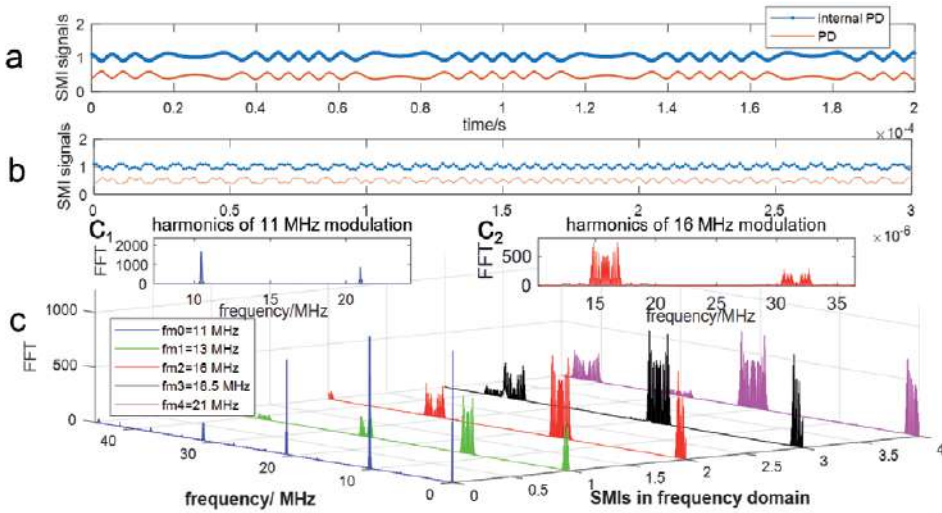 a
SMI signals
2
1
0
internal PD
PD
0 0.2 0.4 0.6 0.8 1 1.2 1.4 1.6 1.8 2
time/s
×10⁻⁴
b
SMI signals
2
1
0
0 0.5 1 1.5 2 2.5 3
×10⁻⁶
C₁
harmonics of 11 MHz modulation
FFT
2000
1000
0
10 15 20
frequency/MHz
C₂
harmonics of 16 MHz modulation
FFT
500
0
15 20 25 30 35
frequency/MHz
c
FFT
1000
500
0
fm0=11 MHz
fm1=13 MHz
fm2=16 MHz
fm3=18.5 MHz
fm4=21 MHz
40 30 20 10 0
frequency/ MHz
0 0.5 1 1.5 2 2.5 3 3.5 4
SMIs in frequency domain